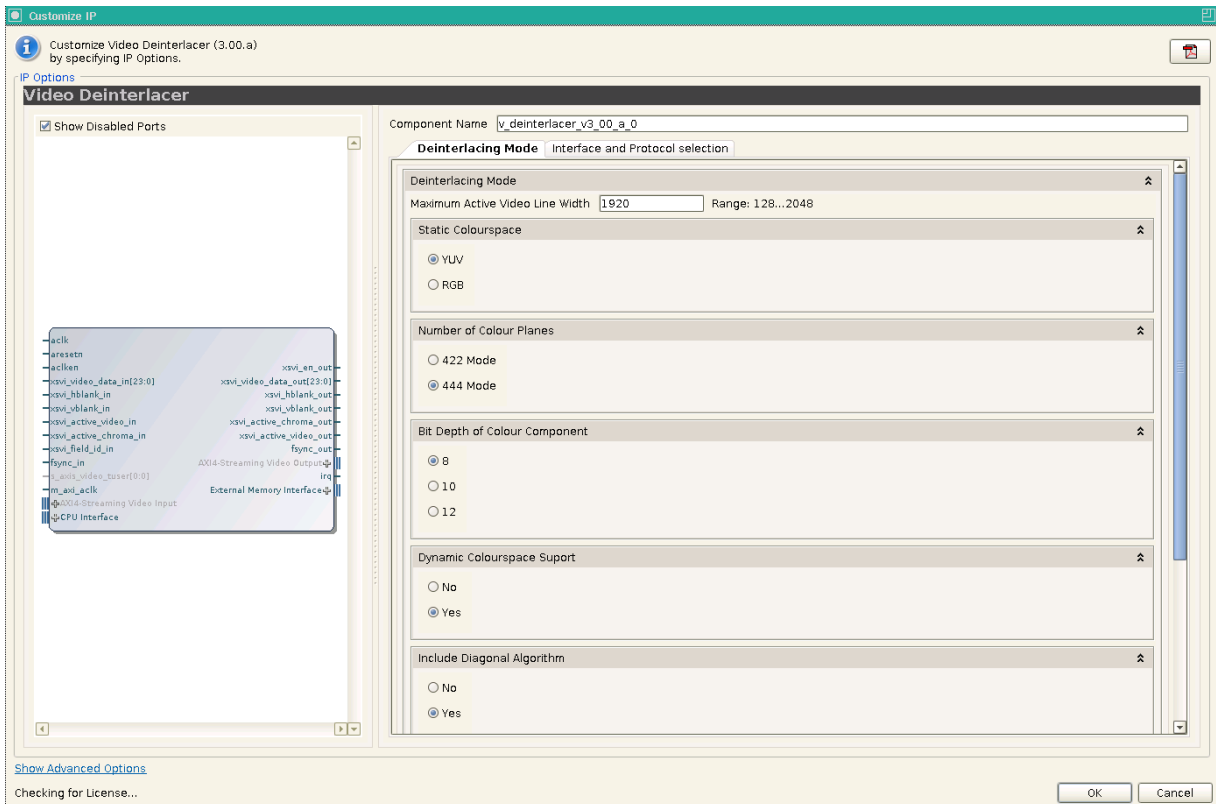 Customize IP
Customize Video Deinterlacer (3.00.a)
by specifying IP Options.
IP Options
Video Deinterlacer
Show Disabled Ports
aclk
aresetn
aclken
xsvi_video_data_in[23:0]
xsvi_hblank_in
xsvi_vblank_in
xsvi_active_video_in
xsvi_active_chroma_in
xsvi_field_id_in
fsync_in
s_axis_video_tuser[0:0]
m_axi_aclk
AXI4-Streaming Video Input
CPU Interface
xsvi_en_out
xsvi_video_data_out[23:0]
xsvi_hblank_out
xsvi_vblank_out
xsvi_active_chroma_out
xsvi_active_video_out
fsync_out
AXI4-Streaming Video Output
irq
External Memory Interface
Component Name v_deinterlacer_v3_00_a_0
Deinterlacing Mode Interface and Protocol selection
Deinterlacing Mode
Maximum Active Video Line Width 1920 Range: 128...2048
Static Colourspace
YUV
RGB
Number of Colour Planes
422 Mode
444 Mode
Bit Depth of Colour Component
8
10
12
Dynamic Colourspace Suport
No
Yes
Include Diagonal Algorithm
No
Yes
Show Advanced Options
Checking for License...
OK Cancel